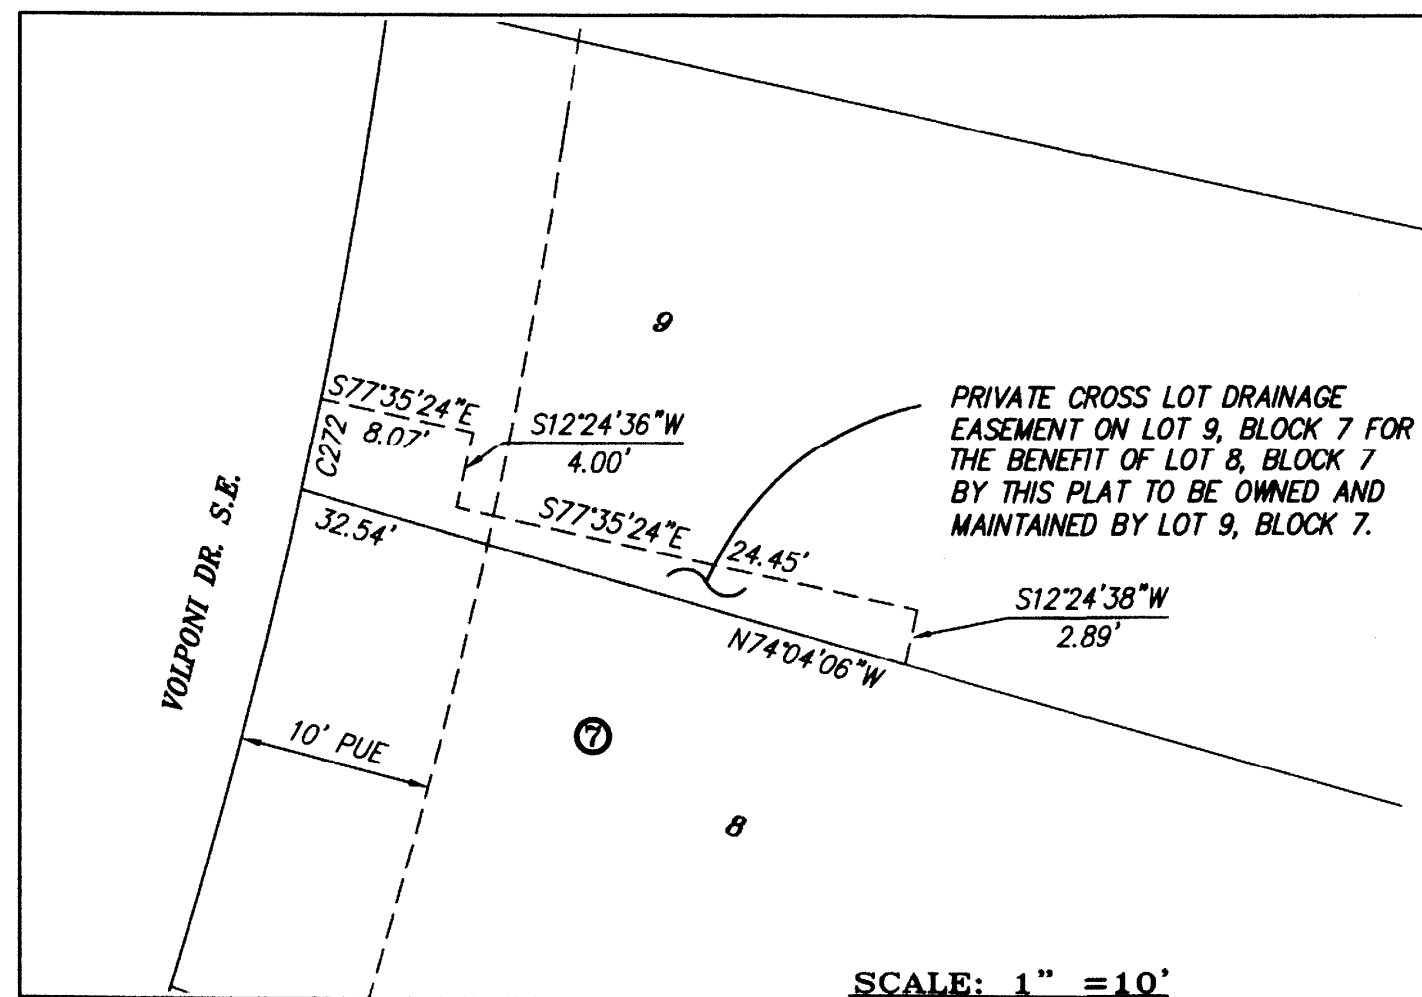 9
S77°35'24"E
8.07'
C272
S12°24'36"W
4.00'
PRIVATE CROSS LOT DRAINAGE
EASEMENT ON LOT 9, BLOCK 7 FOR
THE BENEFIT OF LOT 8, BLOCK 7
BY THIS PLAT TO BE OWNED AND
MAINTAINED BY LOT 9, BLOCK 7.
32.54'
S77°35'24"E
24.45'
S12°24'38"W
2.89'
N74°04'06"W
VOLPONI DR. S.E.
10' PUE
7
8
SCALE: 1" =10'